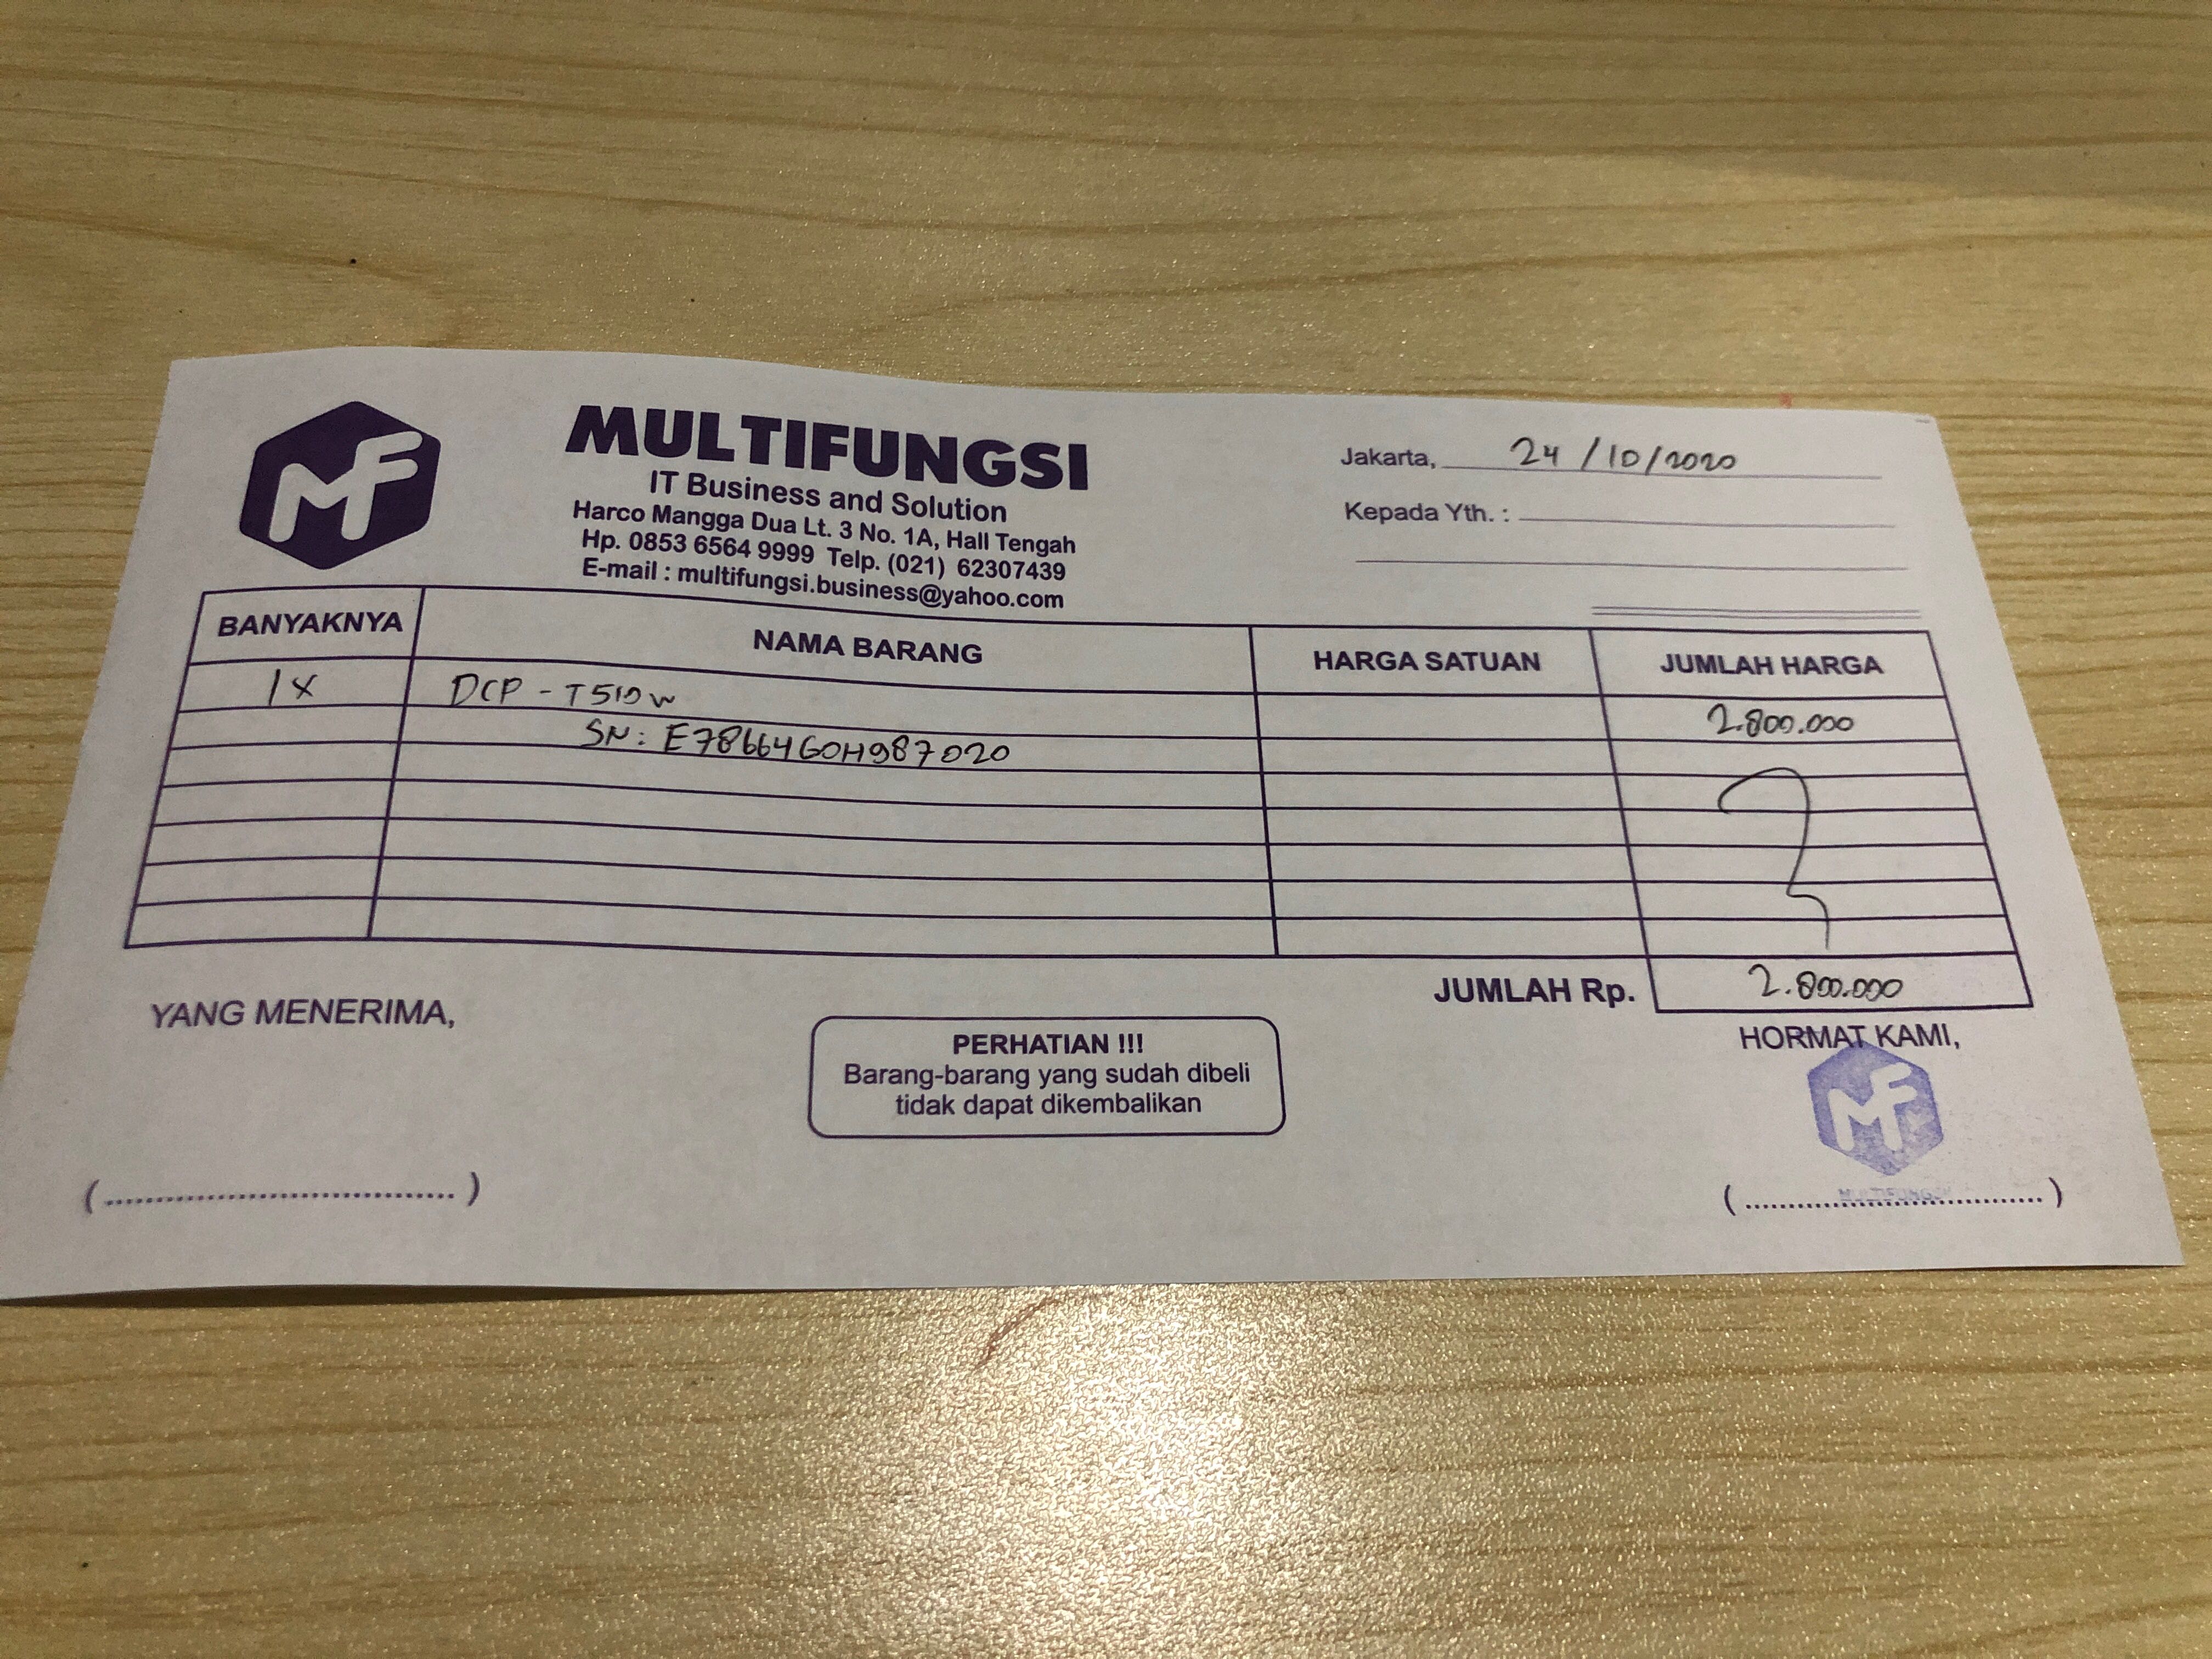 MF
MULTIFUNGSI
IT Business and Solution
Harco Mangga Dua Lt. 3 No. 1A, Hall Tengah
Hp. 0853 6564 9999 Telp. (021) 62307439
E-mail : multifungsi.business@yahoo.com
Jakarta, 24/10/2020
Kepada Yth. :
BANYAKNYA NAMA BARANG HARGA SATUAN JUMLAH HARGA
1x DCP - T510w 2.800.000
SN: E78664G0H987020
JUMLAH Rp. 2.800.000
YANG MENERIMA,
PERHATIAN !!!
Barang-barang yang sudah dibeli
tidak dapat dikembalikan
HORMAT KAMI,
MF
MULTIFUNGSI